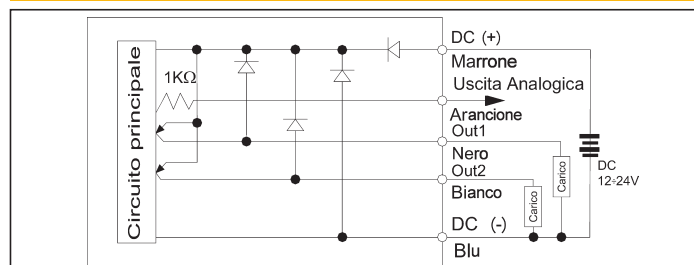 Circuito principale
1KΩ
DC (+)
Marrone
Uscita Analogica
Arancione
Out1
Nero
Out2
Bianco
DC (-)
Blu
Carico
Carico
DC
12÷24V